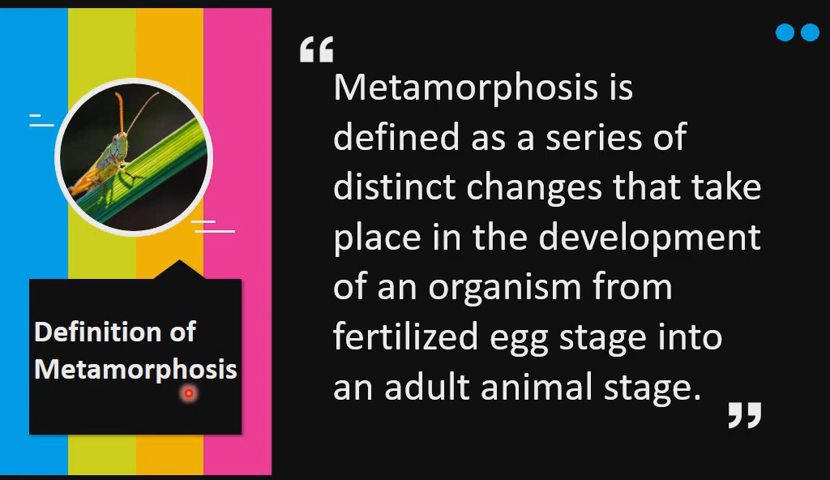 Definition of
Metamorphosis
“
Metamorphosis is
defined as a series of
distinct changes that take
place in the development
of an organism from
fertilized egg stage into
an adult animal stage.
”